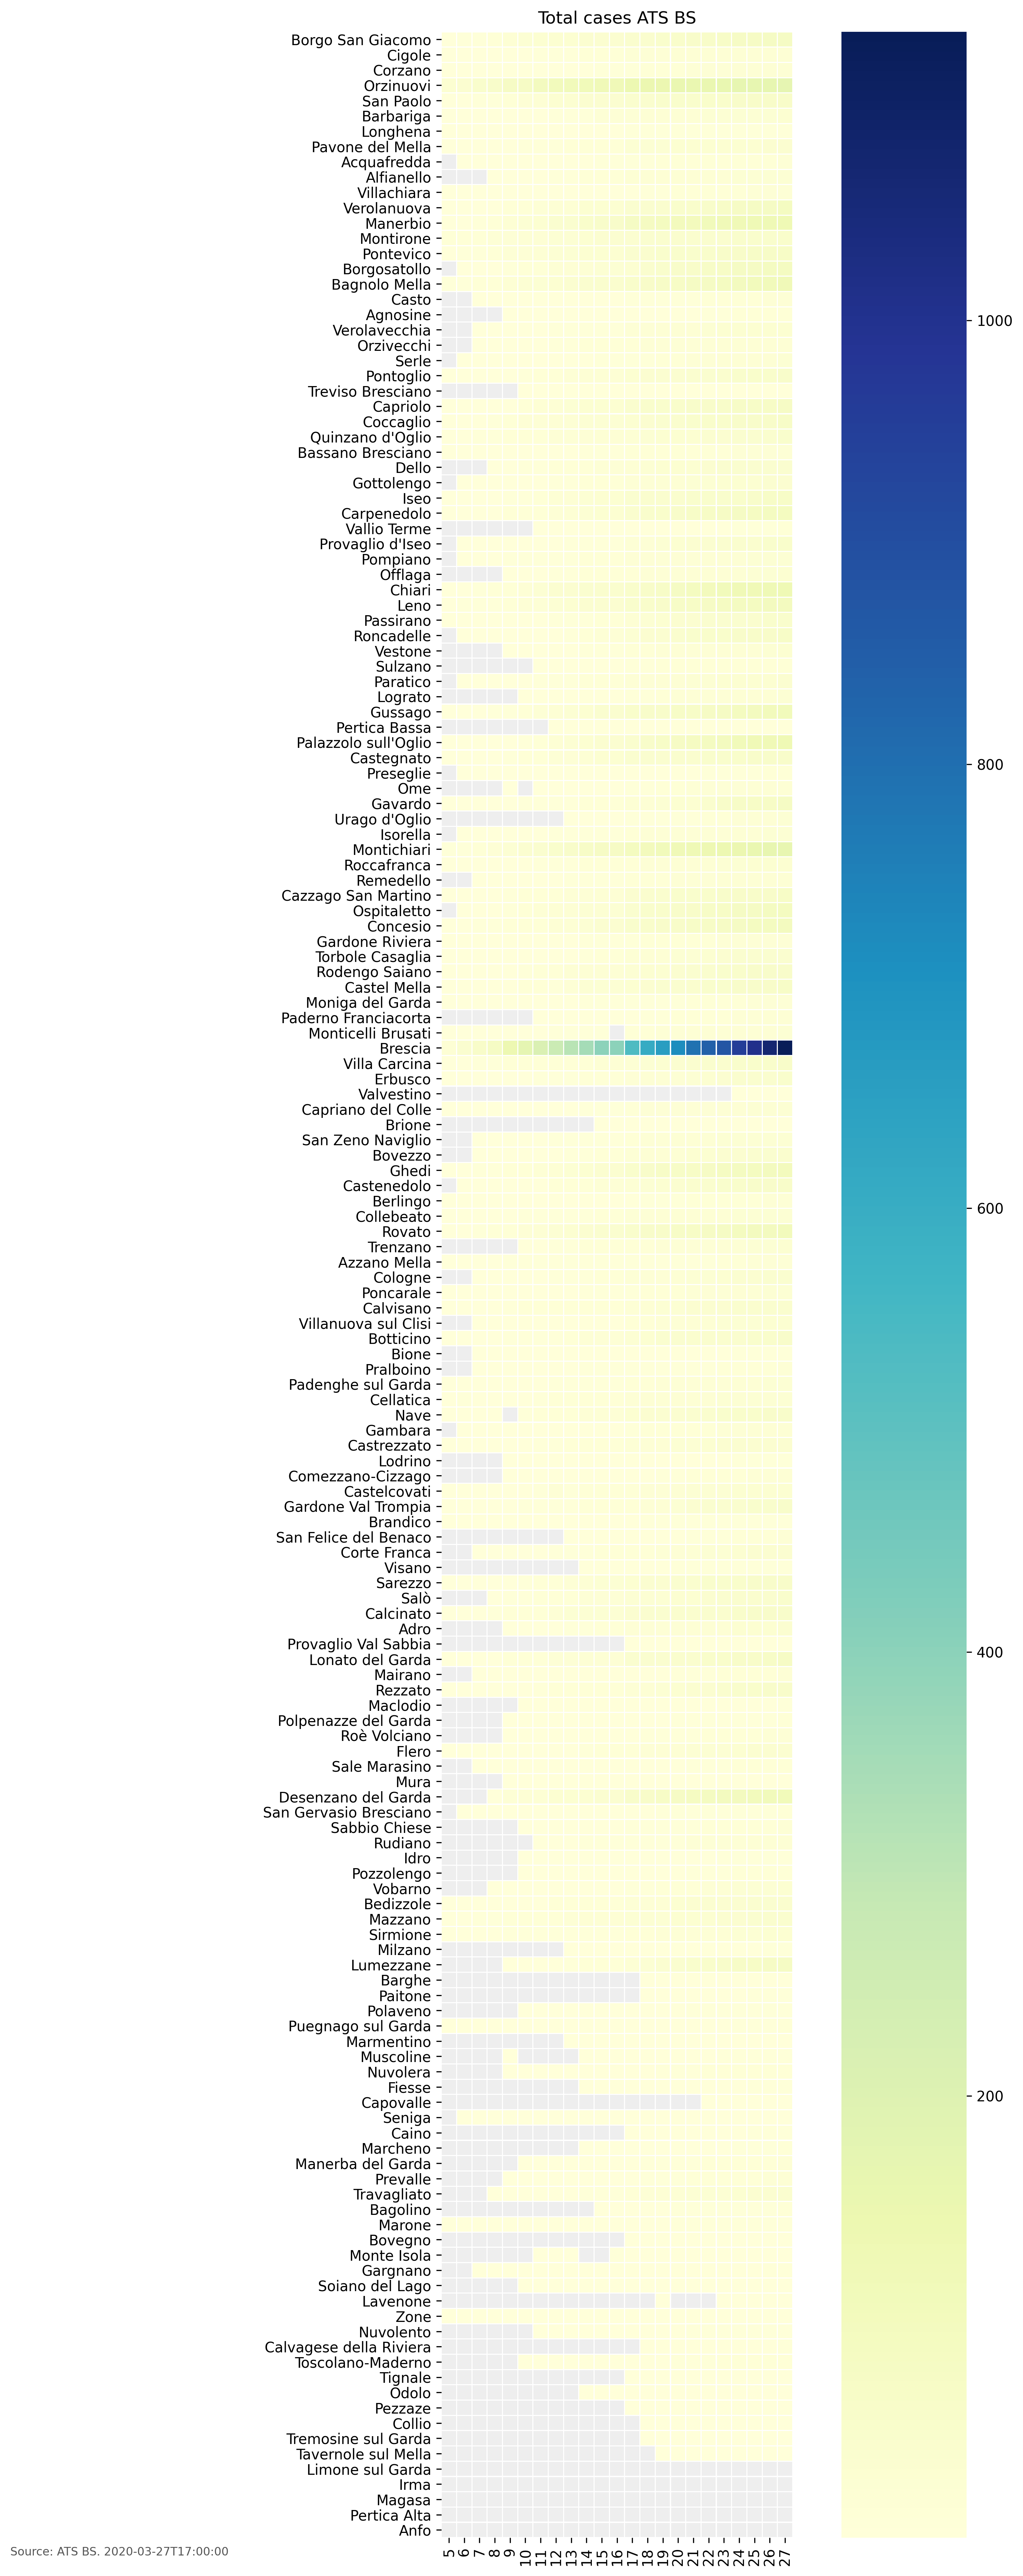 Total cases ATS BS
Borgo San Giacomo
Cigole
Corzano
Orzinuovi
San Paolo
Barbariga
Longhena
Pavone del Mella
Acquafredda
Alfianello
Villachiara
Verolanuova
Manerbio
Montirone
Pontevico
Borgosatollo
Bagnolo Mella
Casto
Agnosine
Verolavecchia
Orzivecchi
Serle
Pontoglio
Treviso Bresciano
Capriolo
Coccaglio
Quinzano d'Oglio
Bassano Bresciano
Dello
Gottolengo
Iseo
Carpenedolo
Vallio Terme
Provaglio d'Iseo
Pompiano
Offlaga
Chiari
Leno
Passirano
Roncadelle
Vestone
Sulzano
Paratico
Lograto
Gussago
Pertica Bassa
Palazzolo sull'Oglio
Castegnato
Preseglie
Ome
Gavardo
Urago d'Oglio
Isorella
Montichiari
Roccafranca
Remedello
Cazzago San Martino
Ospitaletto
Concesio
Gardone Riviera
Torbole Casaglia
Rodengo Saiano
Castel Mella
Moniga del Garda
Paderno Franciacorta
Monticelli Brusati
Brescia
Villa Carcina
Erbusco
Valvestino
Capriano del Colle
Brione
San Zeno Naviglio
Bovezzo
Ghedi
Castenedolo
Berlingo
Collebeato
Rovato
Trenzano
Azzano Mella
Cologne
Poncarale
Calvisano
Villanuova sul Clisi
Botticino
Bione
Pralboino
Padenghe sul Garda
Cellatica
Nave
Gambara
Castrezzato
Lodrino
Comezzano-Cizzago
Castelcovati
Gardone Val Trompia
Brandico
San Felice del Benaco
Corte Franca
Visano
Sarezzo
Salò
Calcinato
Adro
Provaglio Val Sabbia
Lonato del Garda
Mairano
Rezzato
Maclodio
Polpenazze del Garda
Roè Volciano
Flero
Sale Marasino
Mura
Desenzano del Garda
San Gervasio Bresciano
Sabbio Chiese
Rudiano
Idro
Pozzolengo
Vobarno
Bedizzole
Mazzano
Sirmione
Milzano
Lumezzane
Barghe
Paitone
Polaveno
Puegnago sul Garda
Marmentino
Muscoline
Nuvolera
Fiesse
Capovalle
Seniga
Caino
Marcheno
Manerba del Garda
Prevalle
Travagliato
Bagolino
Marone
Bovegno
Monte Isola
Gargnano
Soiano del Lago
Lavenone
Zone
Nuvolento
Calvagese della Riviera
Toscolano-Maderno
Tignale
Odolo
Pezzaze
Collio
Tremosine sul Garda
Tavernole sul Mella
Limone sul Garda
Irma
Magasa
Pertica Alta
Anfo
5 6 7 8 9 10 11 12 13 14 15 16 17 18 19 20 21 22 23 24 25 26 27
1000
800
600
400
200
Source: ATS BS. 2020-03-27T17:00:00